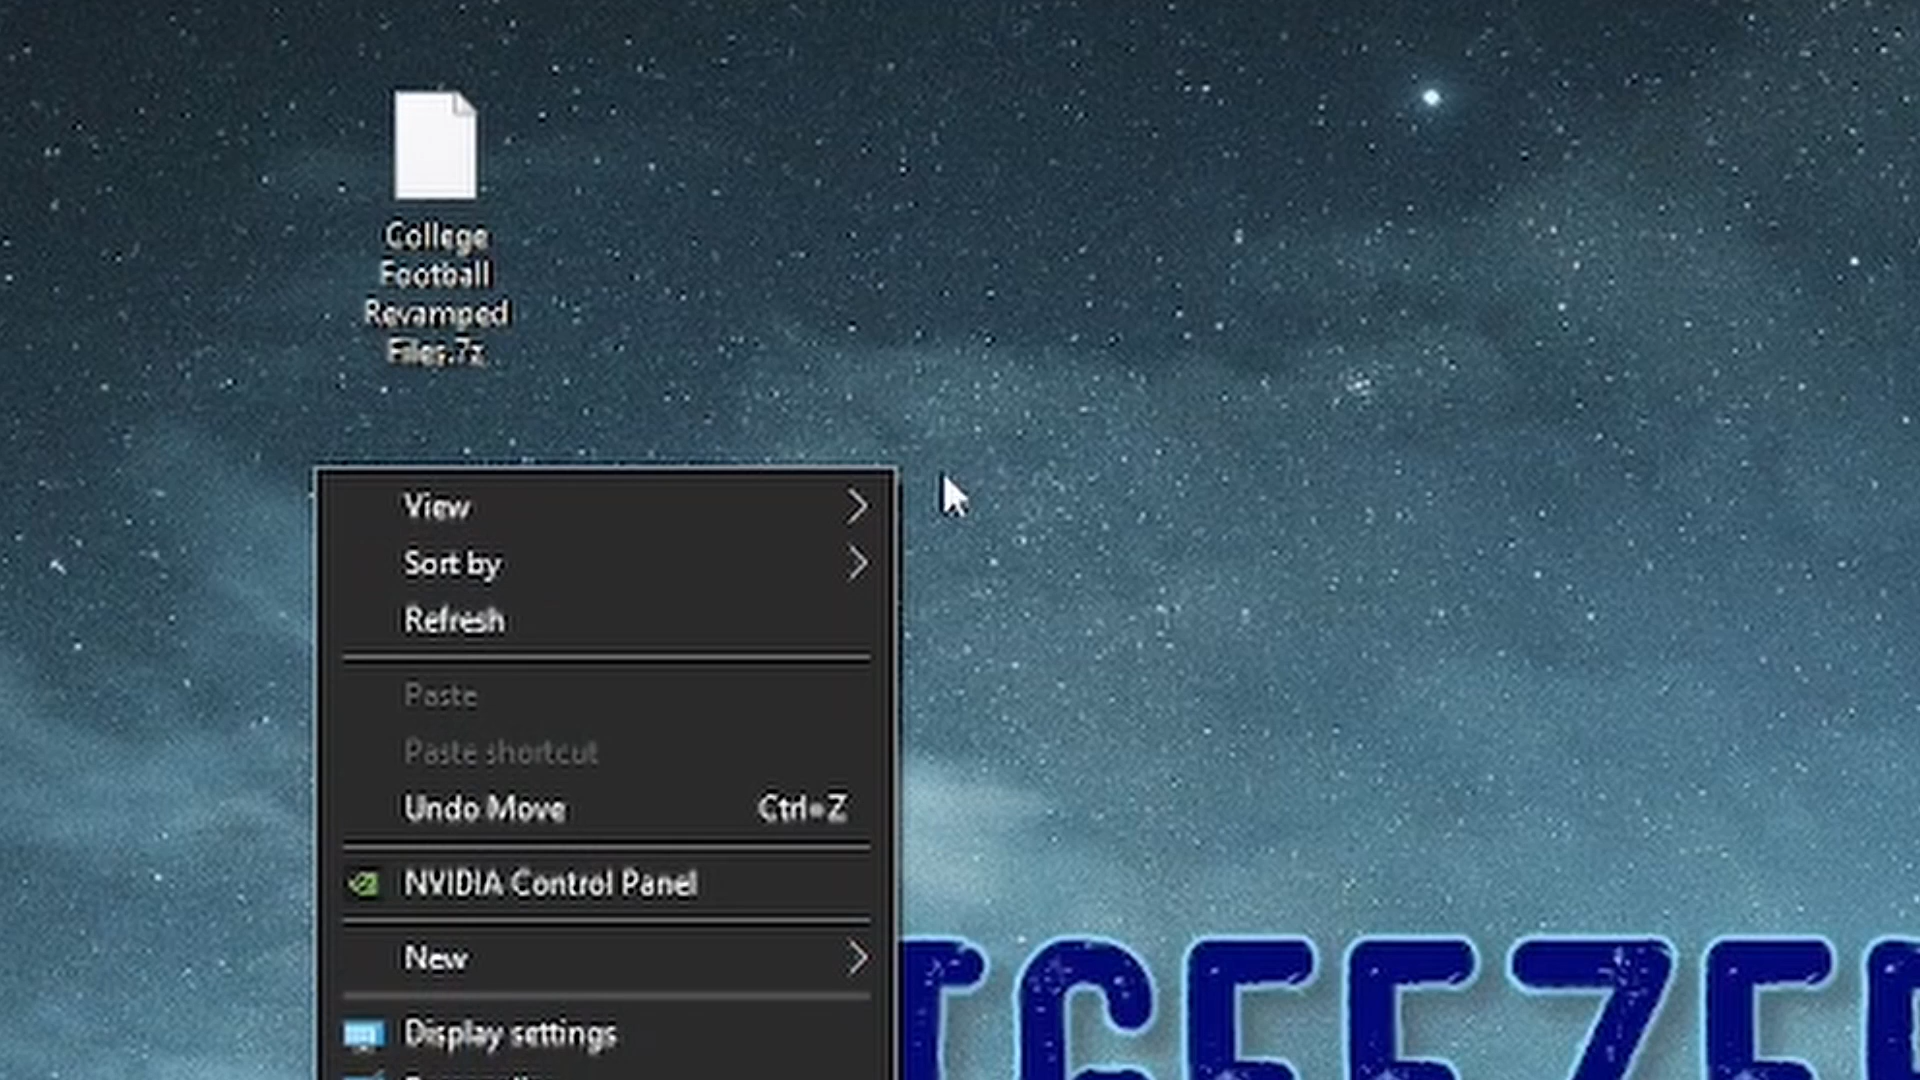 College
Football
Revamped
Files.7z
View
Sort by
Refresh
Paste
Paste shortcut
Undo Move Ctrl+Z
NVIDIA Control Panel
New
Display settings